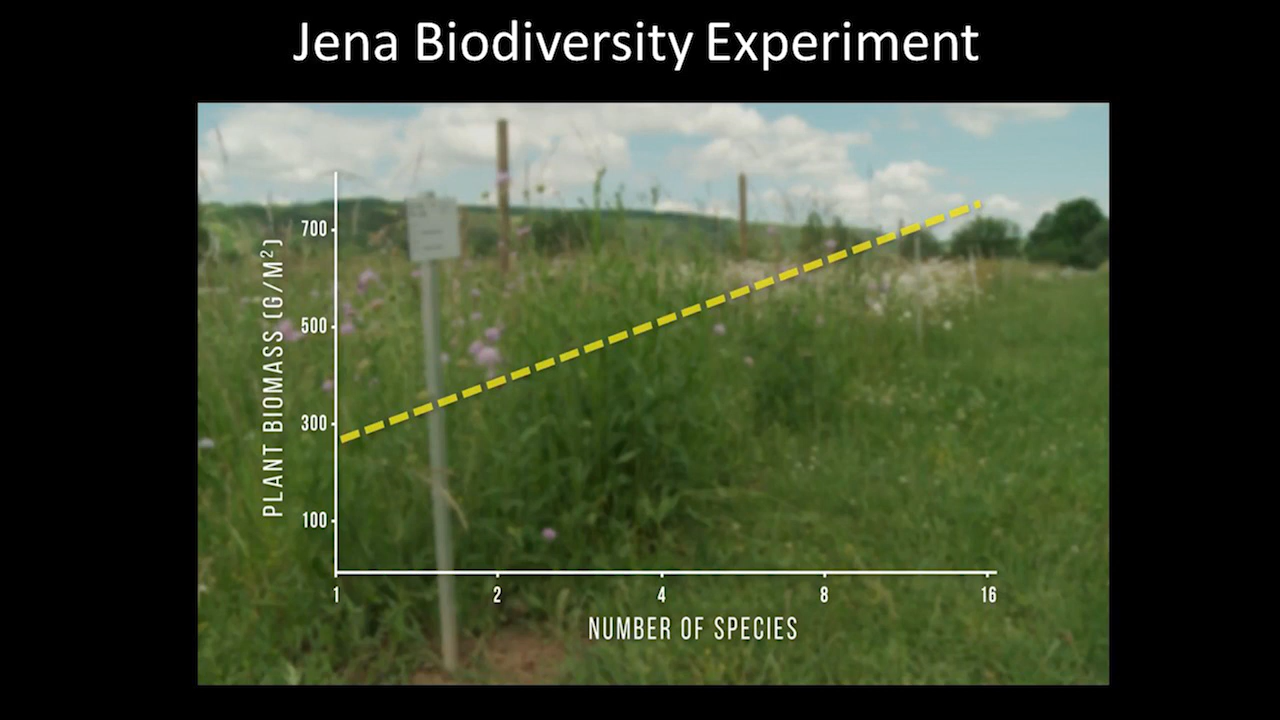 Jena Biodiversity Experiment
PLANT BIOMASS (G/M²)
700
500
300
100
1 2 4 8 16
NUMBER OF SPECIES